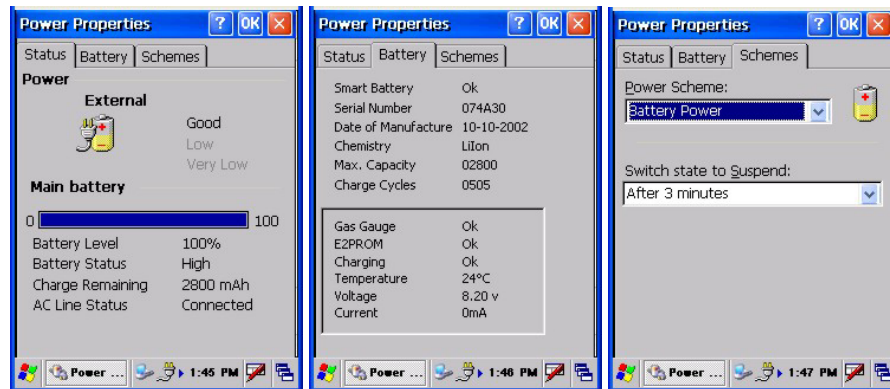 Power Properties ? OK
Status Battery Schemes
Power
External
Good
Low
Very Low
Main battery
0 100
Battery Level 100%
Battery Status High
Charge Remaining 2800 mAh
AC Line Status Connected
Power ... 1:45 PM
Power Properties ? OK
Status Battery Schemes
Smart Battery Ok
Serial Number 074A30
Date of Manufacture 10-10-2002
Chemistry LiIon
Max. Capacity 02800
Charge Cycles 0505
Gas Gauge Ok
E2PROM Ok
Charging Ok
Temperature 24°C
Voltage 8.20 v
Current 0mA
Power ... 1:46 PM
Power Properties ? OK
Status Battery Schemes
Power Scheme:
Battery Power
Switch state to Suspend:
After 3 minutes
Power ... 1:47 PM